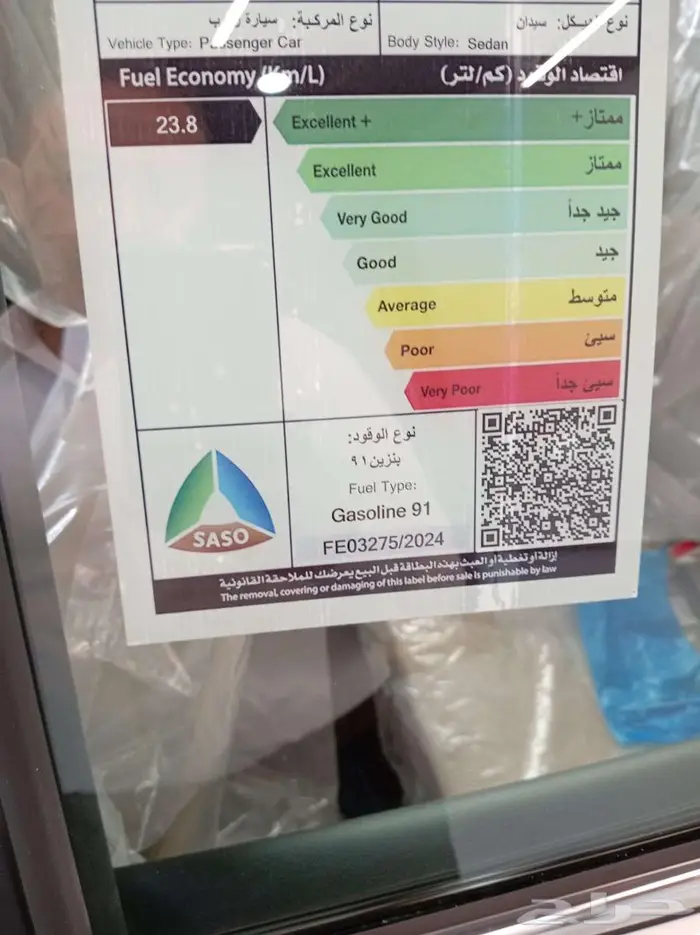 نوع المركبة: سيارة
Vehicle Type: Passenger Car
نوع
سيدان
Body Style: Sedan
Fuel Economy (Km/L)
اقتصاد الوقود (كم/لتر)
23.8
Excellent +
ممتاز+
Excellent
ممتاز
Very Good
جيد جداً
Good
جيد
Average
متوسط
Poor
سيئ
Very Poor
سيئ جداً
SASO
نوع الوقود:
بنزين ٩١
Fuel Type:
Gasoline 91
FE03275/2024
إزالة أو تغطية أو العبث بهذه البطاقة قبل البيع يعرضك للملاحقة القانونية
The removal, covering or damaging of this label before sale is punishable by law
حراج